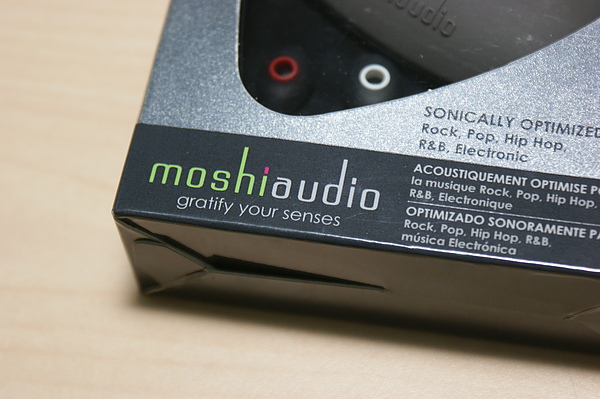 audio
SONICALLY OPTIMIZED
Rock, Pop, Hip Hop,
R&B, Electronic
moshiaudio
gratify your senses
ACOUSTIQUEMENT OPTIMISE
la musique Rock, Pop, Hip Hop,
R&B, Electronique
OPTIMIZADO SONORAMENTE
Rock, Pop, Hip Hop, R&B,
música Electrónica